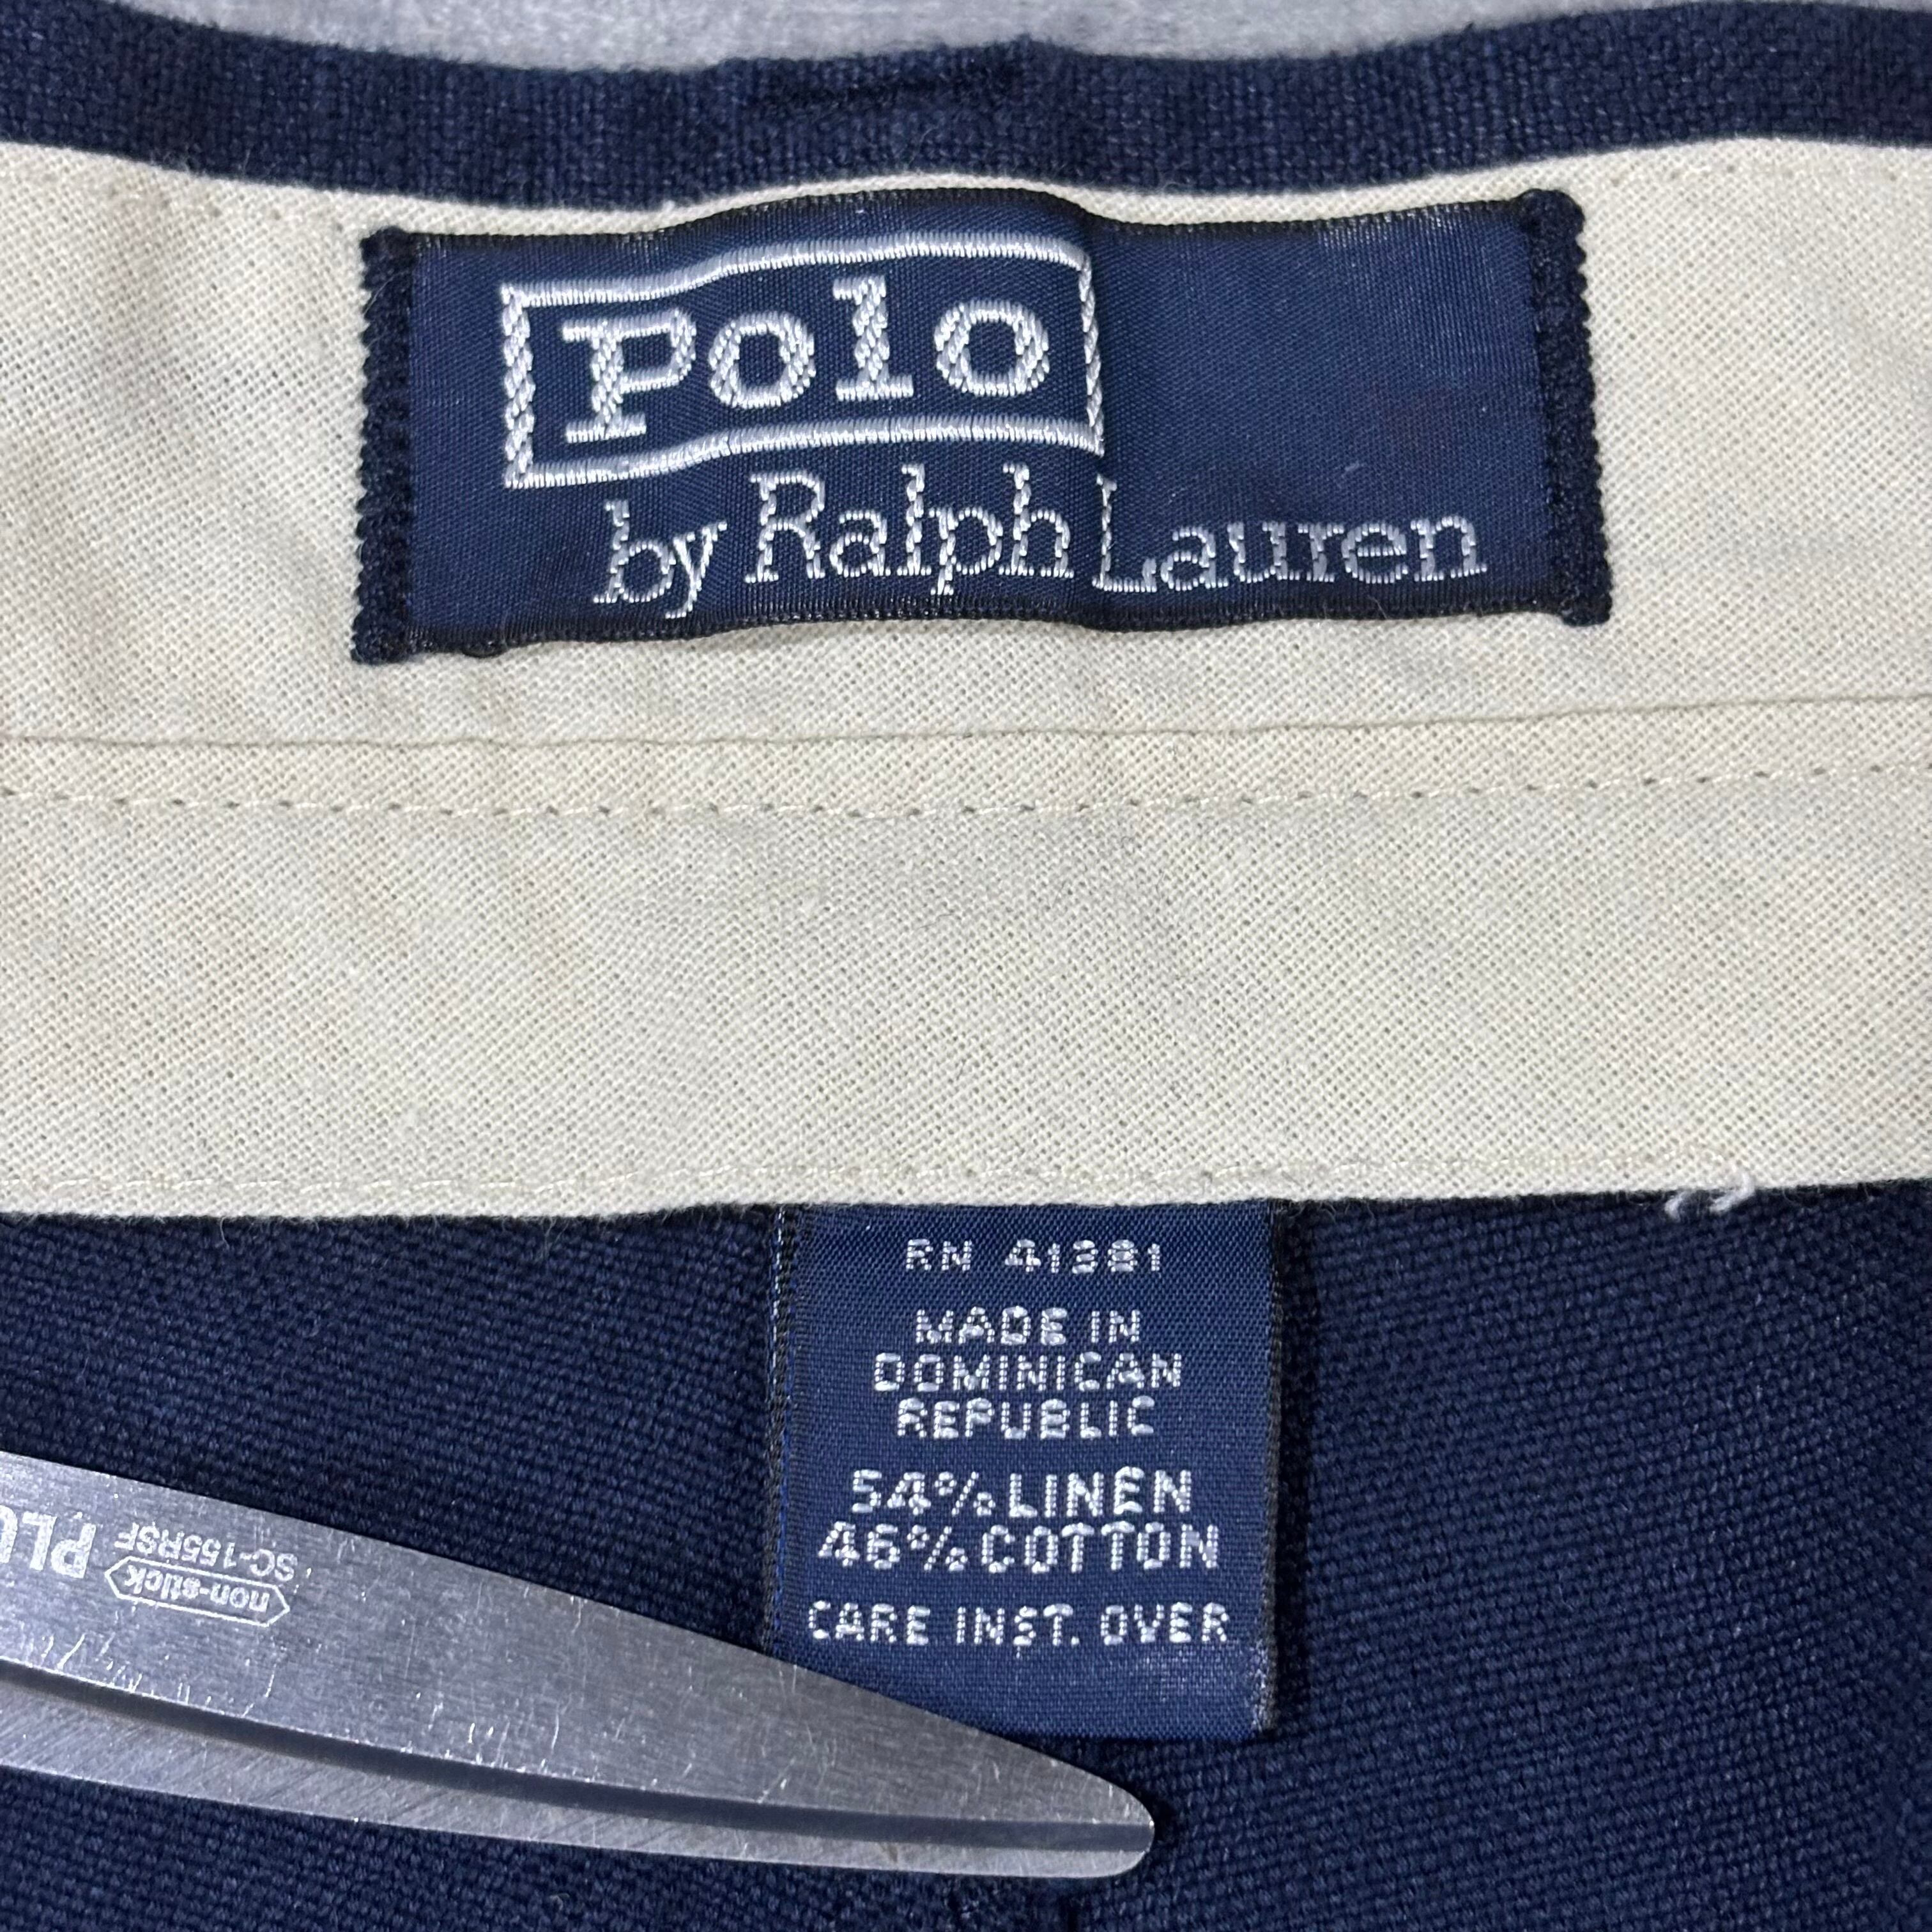 Polo
by Ralph Lauren
RN 41381
MADE IN
DOMINICAN
REPUBLIC
54% LINEN
46% COTTON
CARE INST. OVER
non-stick
SC-155RSF